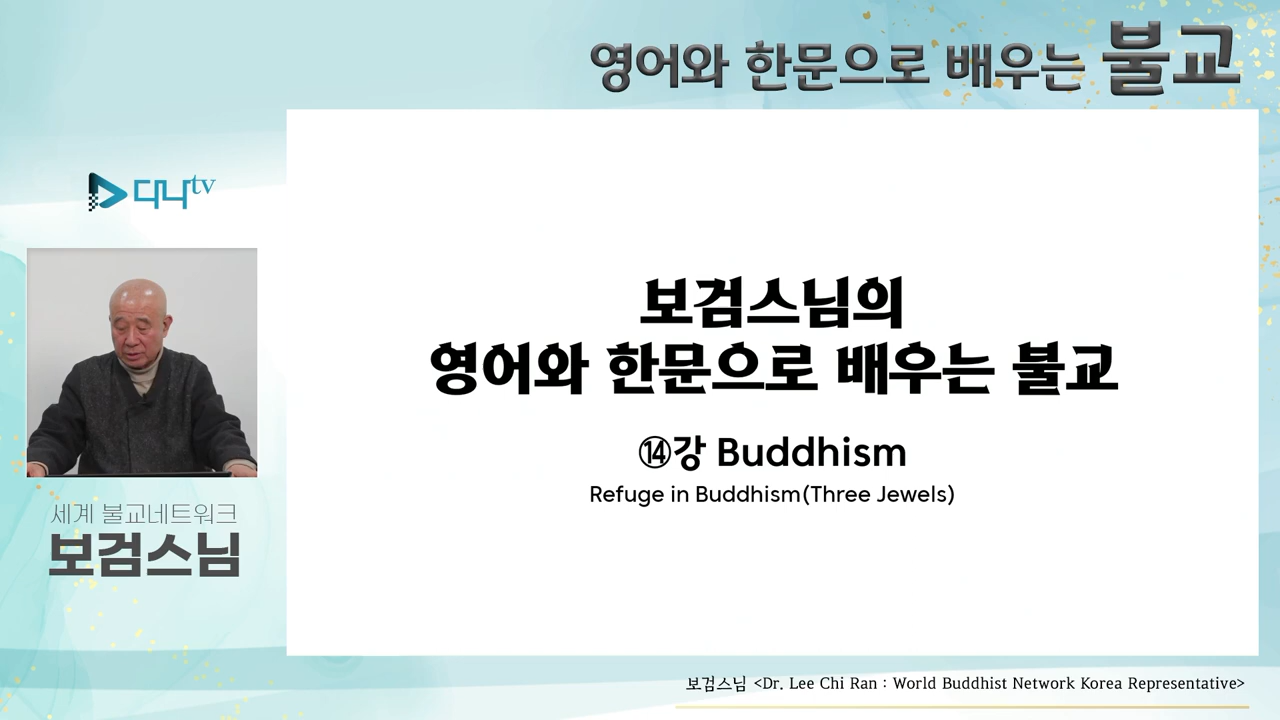 영어와 한문으로 배우는 불교
디나tv
보검스님의
영어와 한문으로 배우는 불교
⑭강 Buddhism
Refuge in Buddhism(Three Jewels)
세계 불교네트워크
보검스님
보검스님 <Dr. Lee Chi Ran : World Buddhist Network Korea Representative>